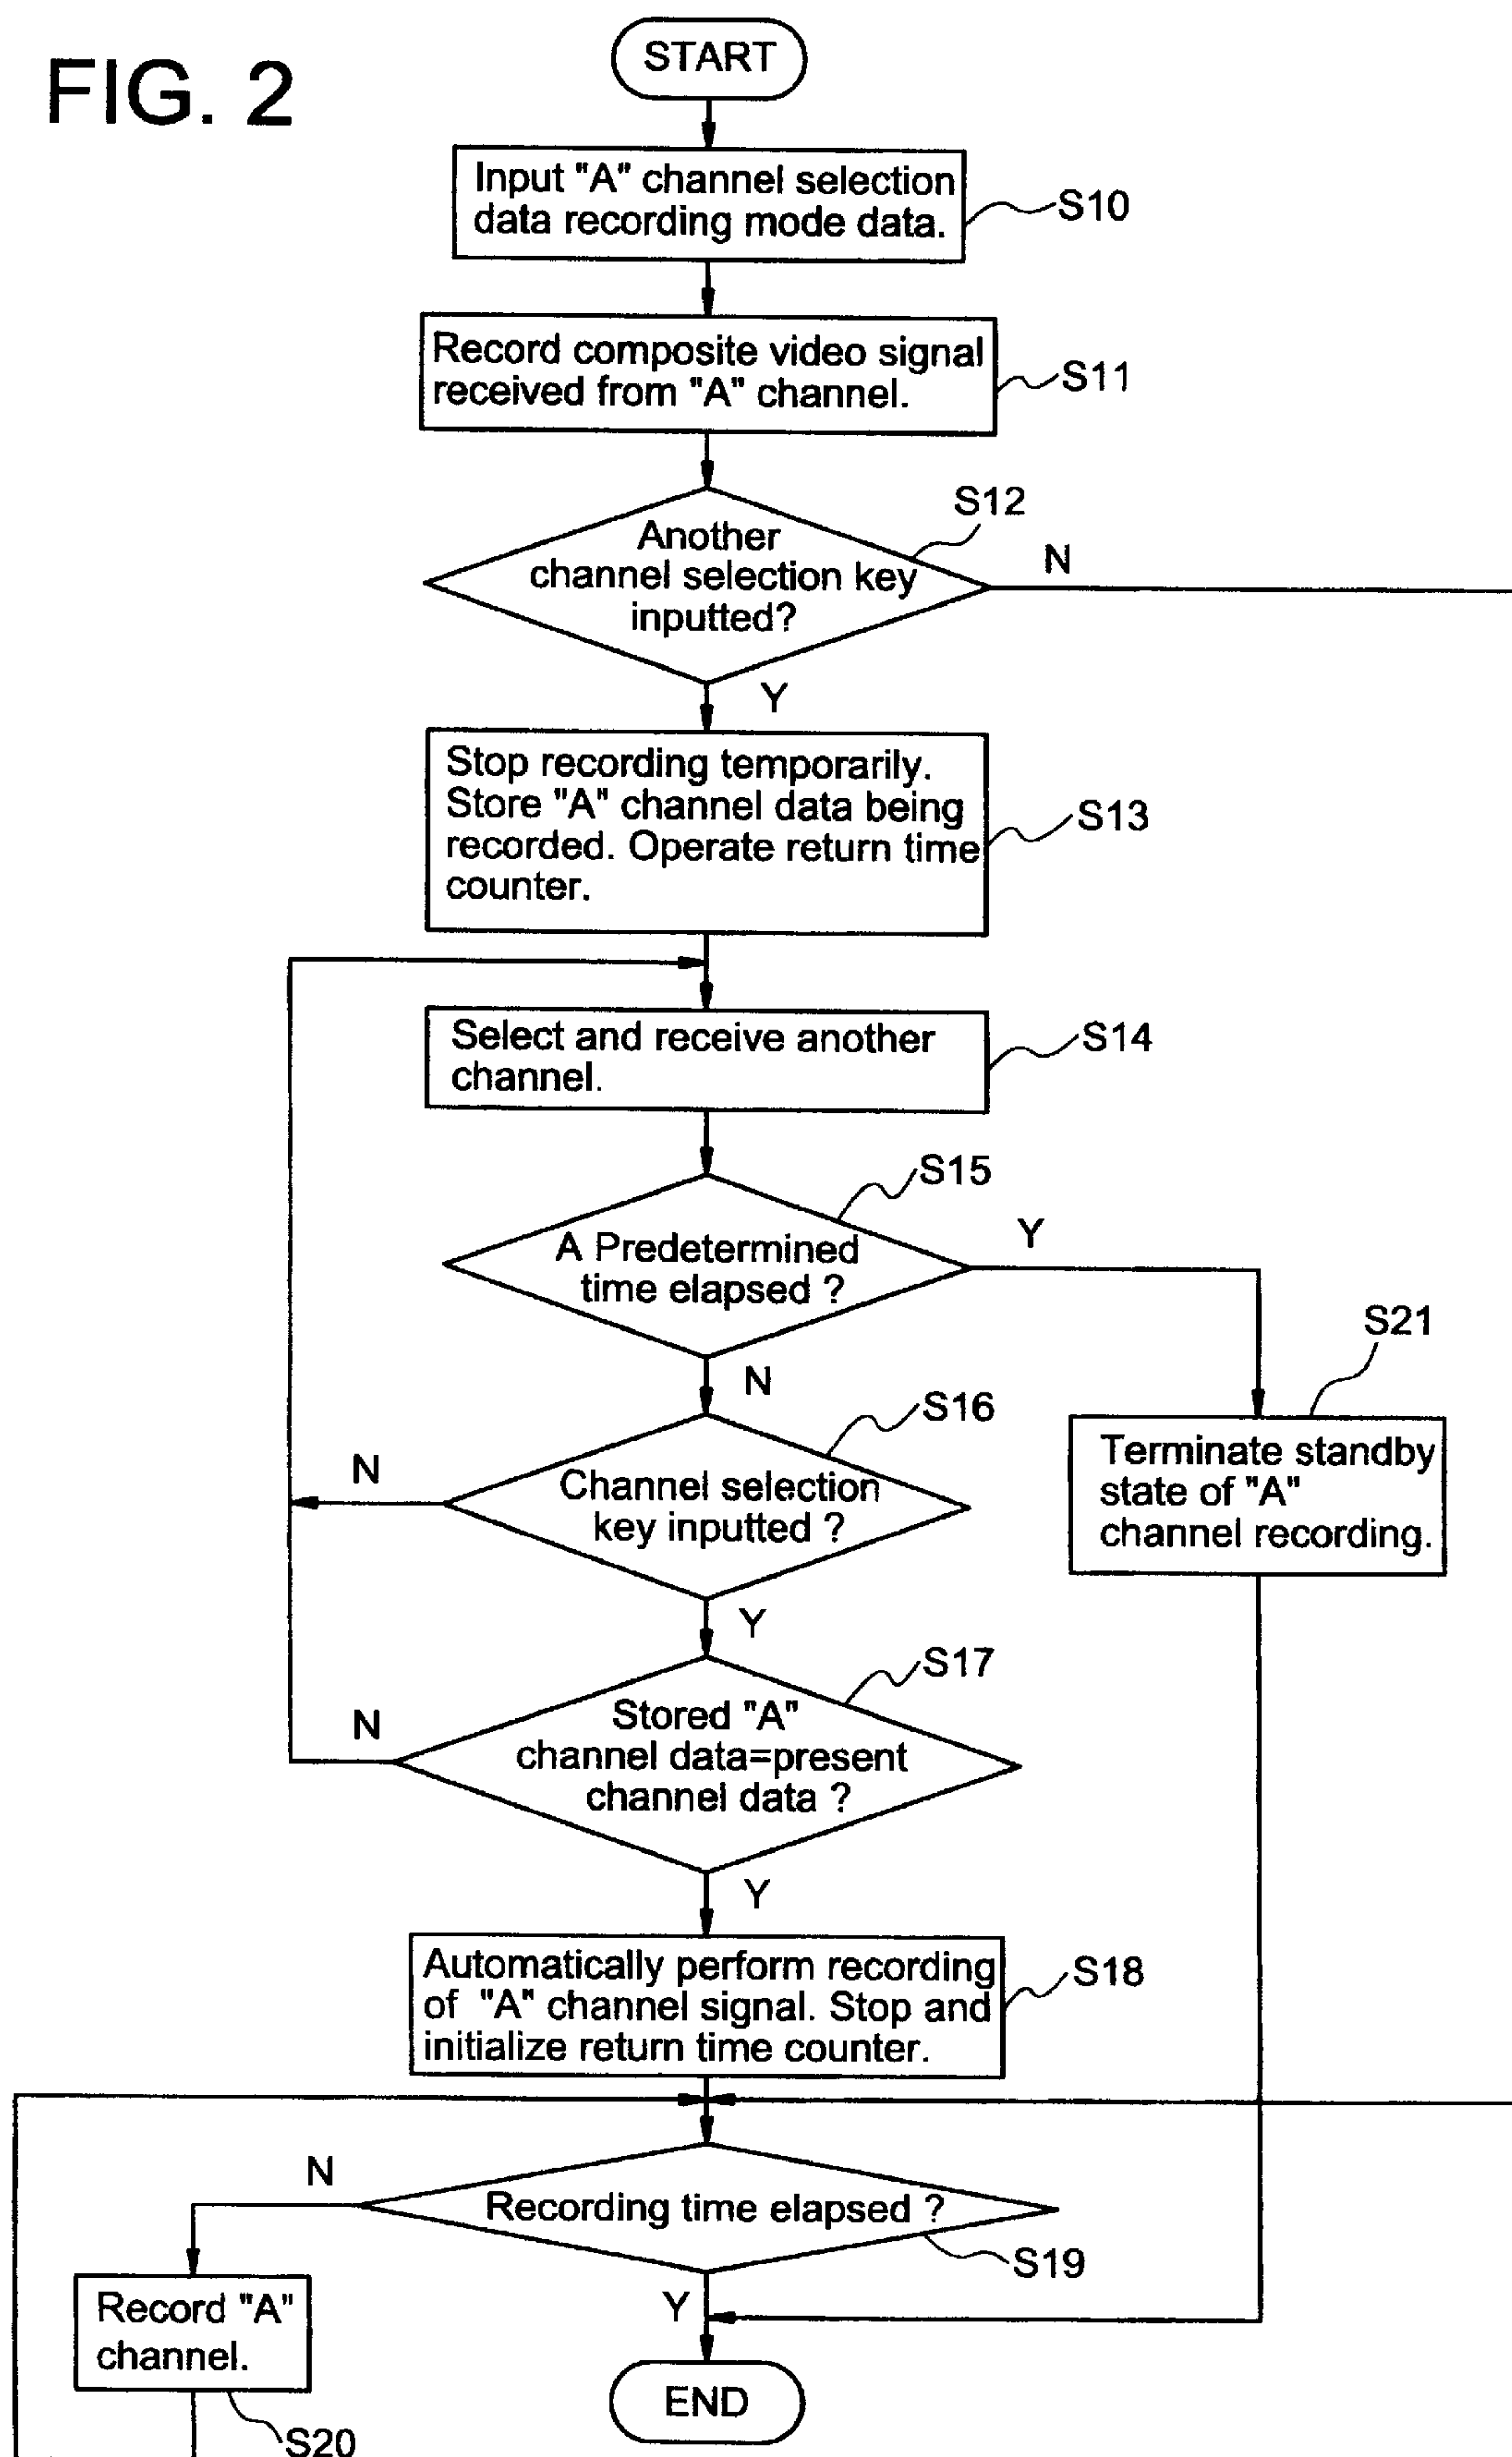 FIG. 2
START
Input "A" channel selection
data recording mode data.
S10
Record composite video signal
received from "A" channel.
S11
S12
Another
channel selection key
inputted?
N
Y
Stop recording temporarily.
Store "A" channel data being
recorded. Operate return time
counter.
S13
Select and receive another
channel.
S14
S15
A Predetermined
time elapsed ?
Y
N
S21
Terminate standby
state of "A"
channel recording.
S16
Channel selection
key inputted ?
N
Y
S17
Stored "A"
channel data=present
channel data ?
N
Y
Automatically perform recording
of "A" channel signal. Stop and
initialize return time counter.
S18
N
Recording time elapsed ?
S19
Y
Record "A"
channel.
S20
END